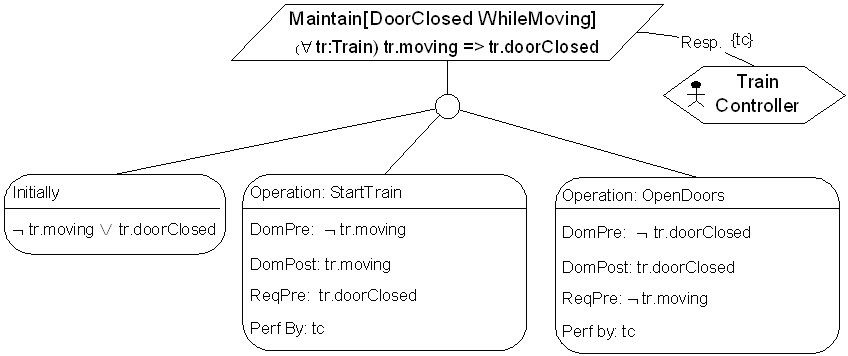 Maintain[DoorClosed WhileMoving]
(∀ tr:Train) tr.moving => tr.doorClosed
Resp. {tc}
Train
Controller
Initially
¬ tr.moving ∨ tr.doorClosed
Operation: StartTrain
DomPre: ¬ tr.moving
DomPost: tr.moving
ReqPre: tr.doorClosed
Perf By: tc
Operation: OpenDoors
DomPre: ¬ tr.doorClosed
DomPost: tr.doorClosed
ReqPre: ¬ tr.moving
Perf by: tc